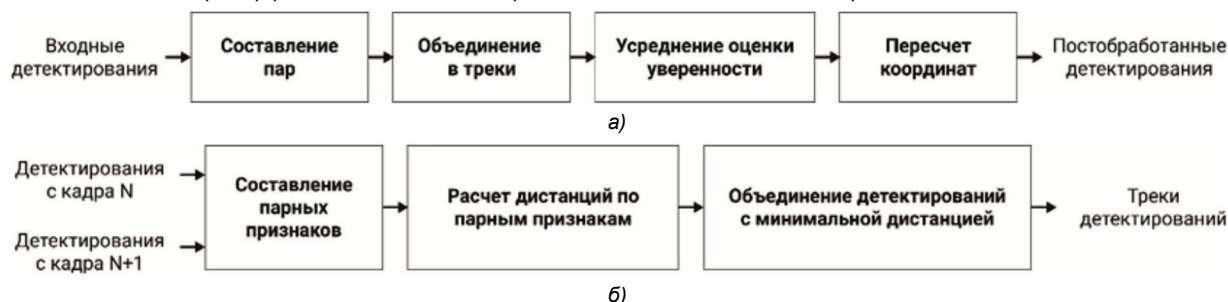 Входные
детектирования
Составление
пар
Объединение
в треки
Усреднение оценки
уверенности
Пересчет
координат
Постобработанные
детектирования
а)
Детектирования
с кадра N
Детектирования
с кадра N+1
Составление
парных
признаков
Расчет дистанций по
парным признакам
Объединение детектирований
с минимальной дистанцией
Треки
детектирований
б)